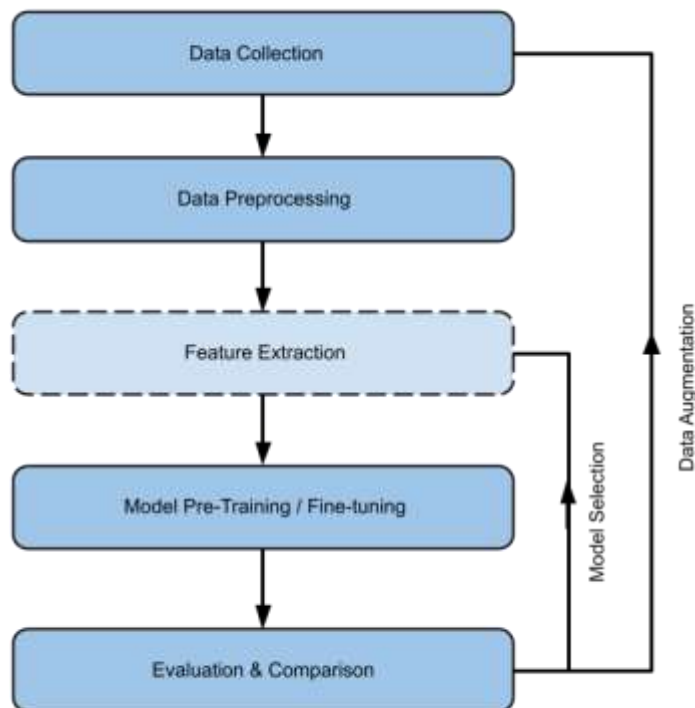 Data Collection
Data Preprocessing
Feature Extraction
Model Pre-Training / Fine-tuning
Evaluation & Comparison
Model Selection
Data Augmentation